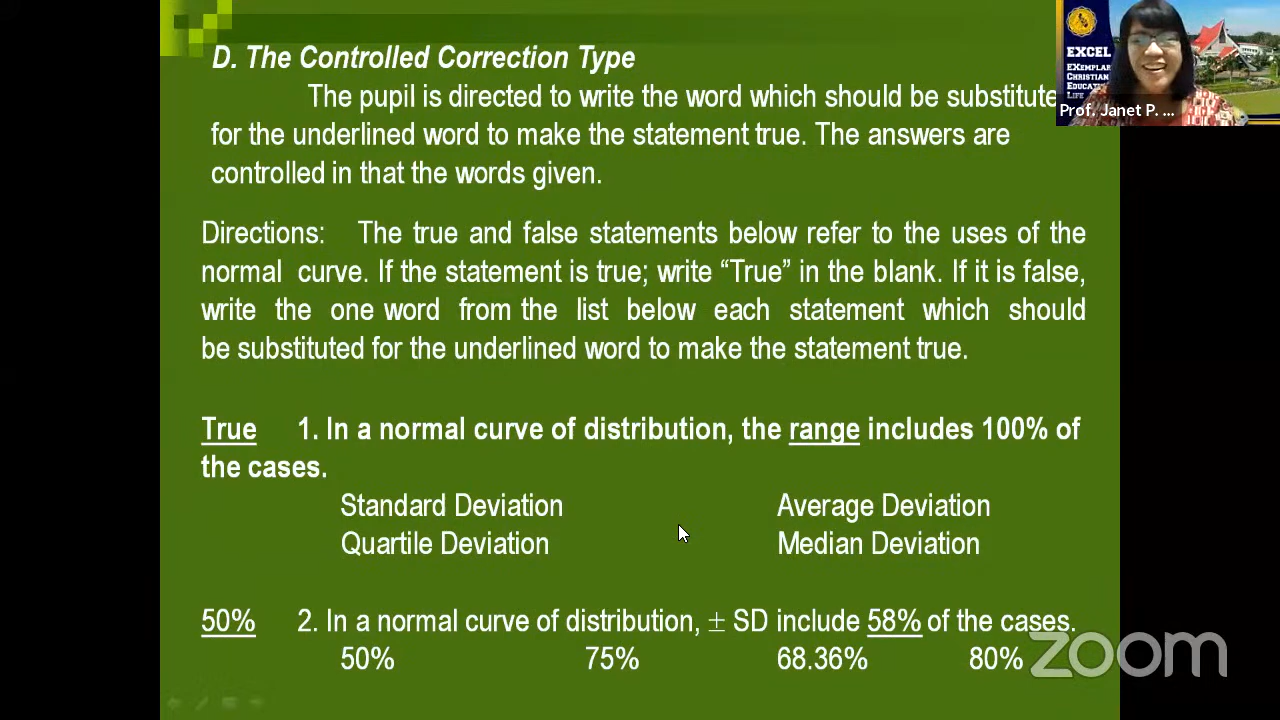 D. The Controlled Correction Type
The pupil is directed to write the word which should be substitute
for the underlined word to make the statement true. The answers are
controlled in that the words given.
Directions: The true and false statements below refer to the uses of the
normal curve. If the statement is true; write “True” in the blank. If it is false,
write the one word from the list below each statement which should
be substituted for the underlined word to make the statement true.
True 1. In a normal curve of distribution, the range includes 100% of
the cases.
Standard Deviation Average Deviation
Quartile Deviation Median Deviation
50% 2. In a normal curve of distribution, ± SD include 58% of the cases.
50% 75% 68.36% 80%
EXCEL
EXEMPLAR
CHRISTIAN
EDUCAT
LIFE
Prof. Janet P. ...
zoom